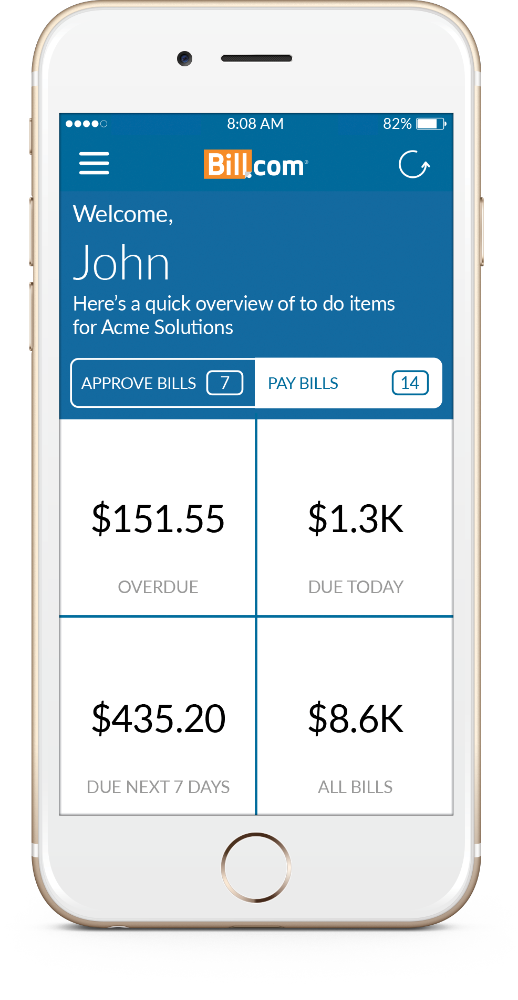 8:08 AM 82%
Bill.com®
Welcome,
John
Here's a quick overview of to do items
for Acme Solutions
APPROVE BILLS 7 PAY BILLS 14
$151.55 $1.3K
OVERDUE DUE TODAY
$435.20 $8.6K
DUE NEXT 7 DAYS ALL BILLS